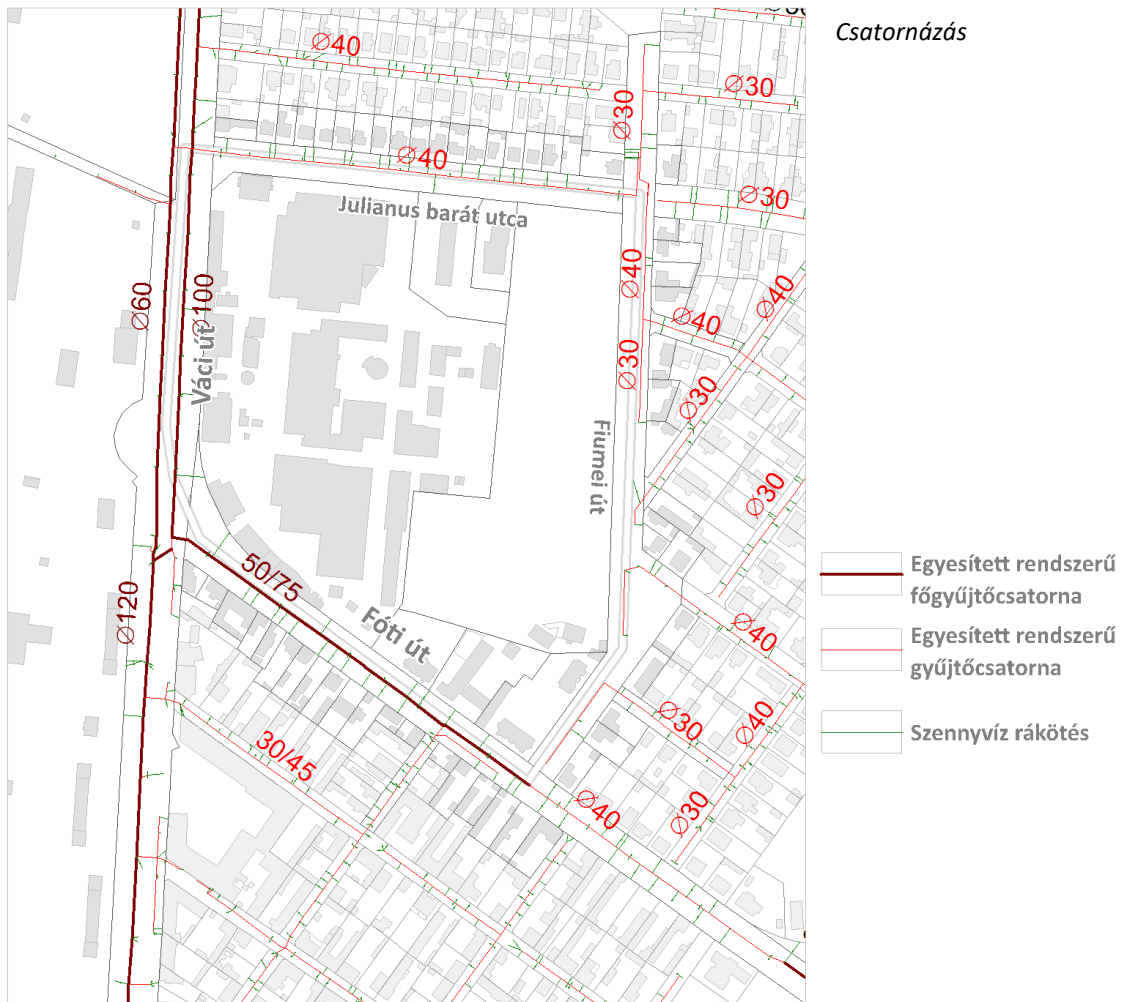 Csatornázás
∅40
∅30
∅30
∅40
∅30
Julianus barát utca
∅40
∅60
∅100
Váci út
∅40
∅40
∅30
∅30
Fiumei út
∅30
50/75
∅120
Fóti út
∅40
∅30
∅40
30/45
∅40
∅30
Egyesített rendszerű
főgyűjtőcsatorna
Egyesített rendszerű
gyűjtőcsatorna
Szennyvíz rákötés